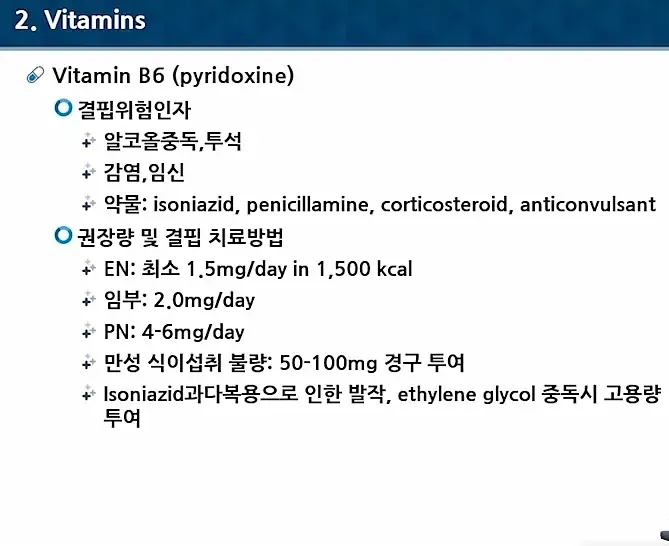 2. Vitamins
Vitamin B6 (pyridoxine)
결핍위험인자
알코올중독,투석
감염,임신
약물: isoniazid, penicillamine, corticosteroid, anticonvulsant
권장량 및 결핍 치료방법
EN: 최소 1.5mg/day in 1,500 kcal
임부: 2.0mg/day
PN: 4-6mg/day
만성 식이섭취 불량: 50-100mg 경구 투여
Isoniazid과다복용으로 인한 발작, ethylene glycol 중독시 고용량
투여